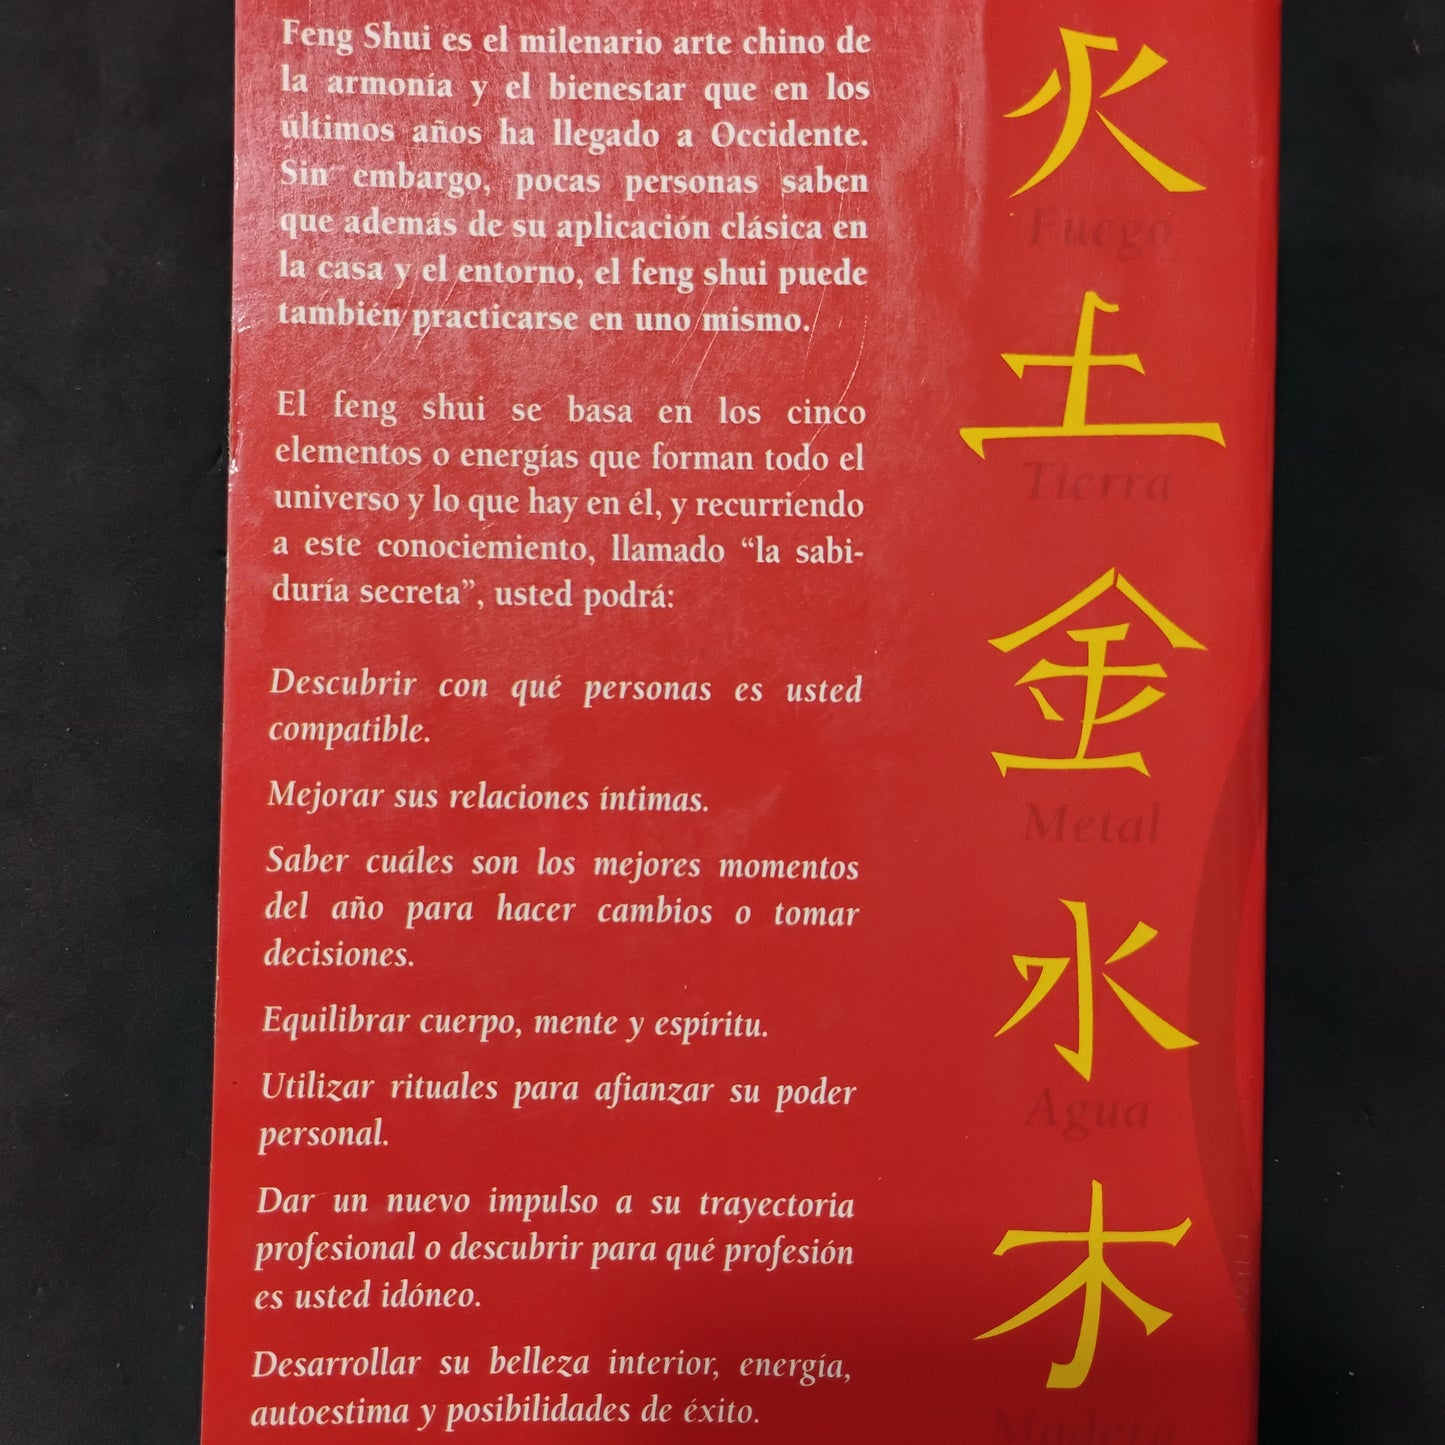 Feng Shui es el milenario arte chino de
la armonía y el bienestar que en los
últimos años ha llegado a Occidente.
Sin embargo, pocas personas saben
que además de su aplicación clásica en
la casa y el entorno, el feng shui puede
también practicarse en uno mismo.
El feng shui se basa en los cinco
elementos o energías que forman todo el
universo y lo que hay en él, y recurriendo
a este conociemiento, llamado “la sabi-
duría secreta”, usted podrá:
Descubrir con qué personas es usted
compatible.
Mejorar sus relaciones íntimas.
Saber cuáles son los mejores momentos
del año para hacer cambios o tomar
decisiones.
Equilibrar cuerpo, mente y espíritu.
Utilizar rituales para afianzar su poder
personal.
Dar un nuevo impulso a su trayectoria
profesional o descubrir para qué profesión
es usted idóneo.
Desarrollar su belleza interior, energía,
autoestima y posibilidades de éxito.
火
Fuego
土
Tierra
金
Metal
水
Agua
木
Madera